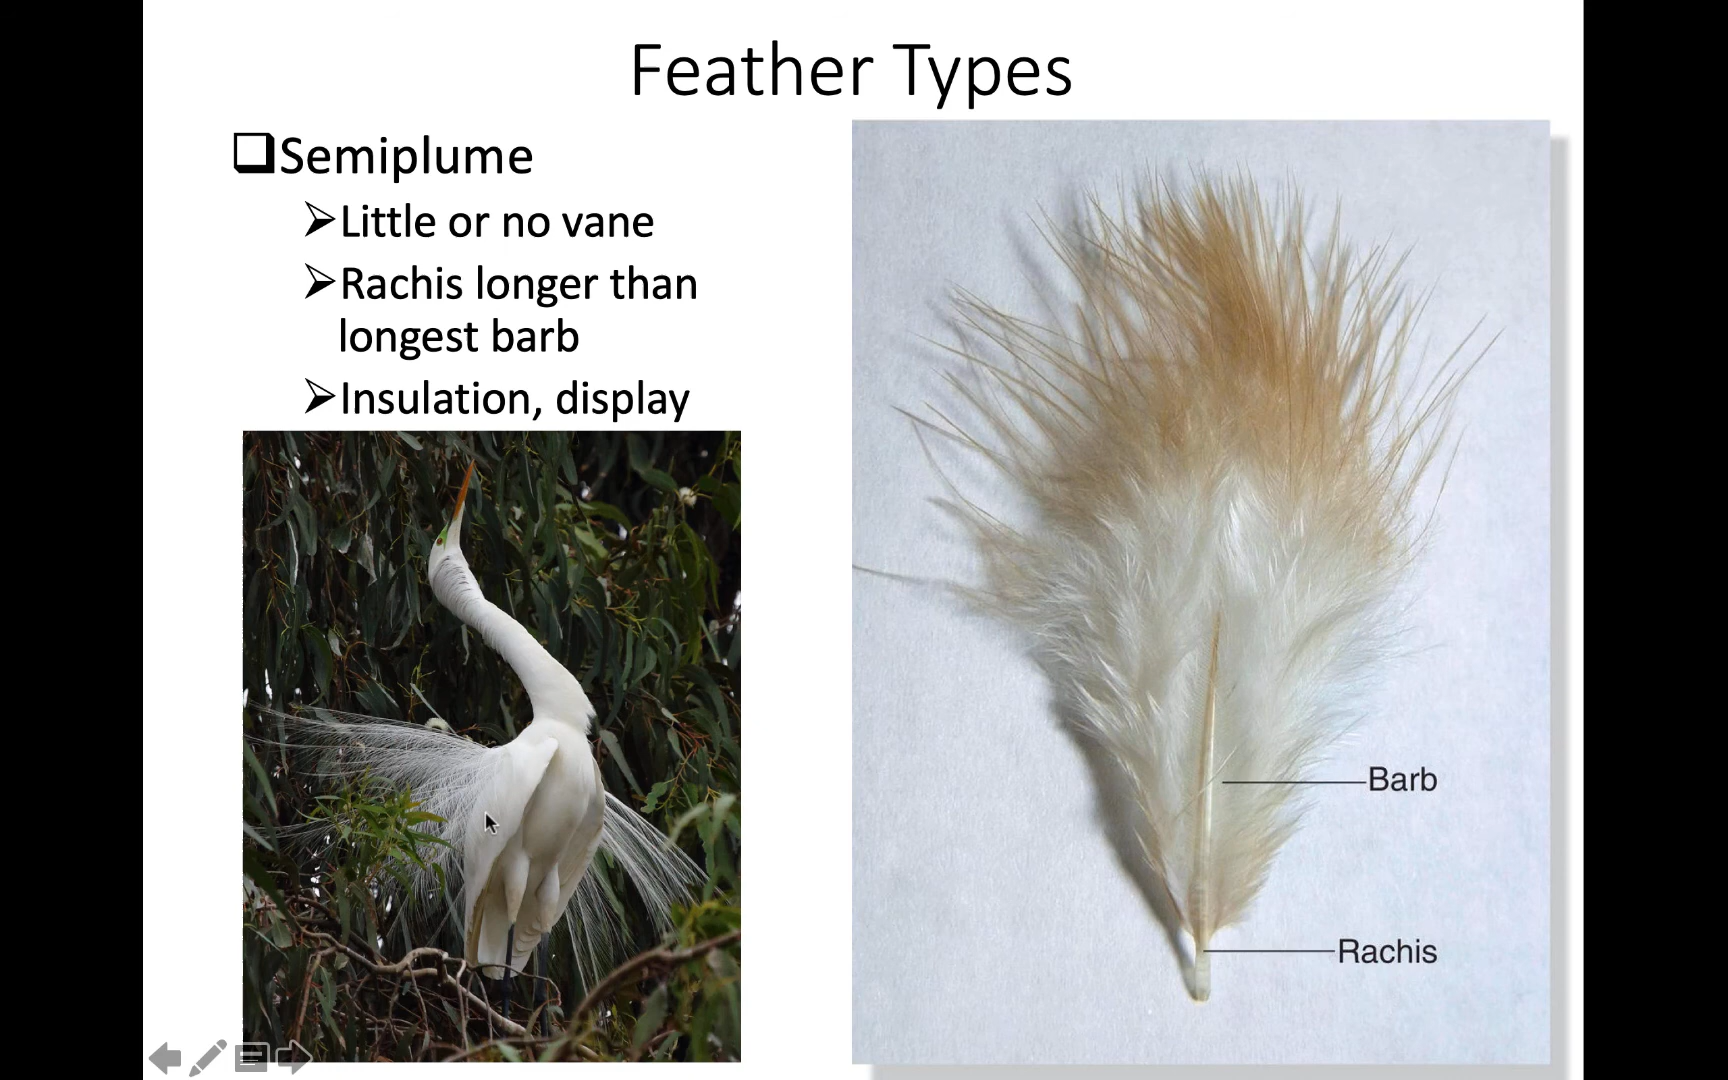 Feather Types
Semiplume
Little or no vane
Rachis longer than
longest barb
Insulation, display
Barb
Rachis